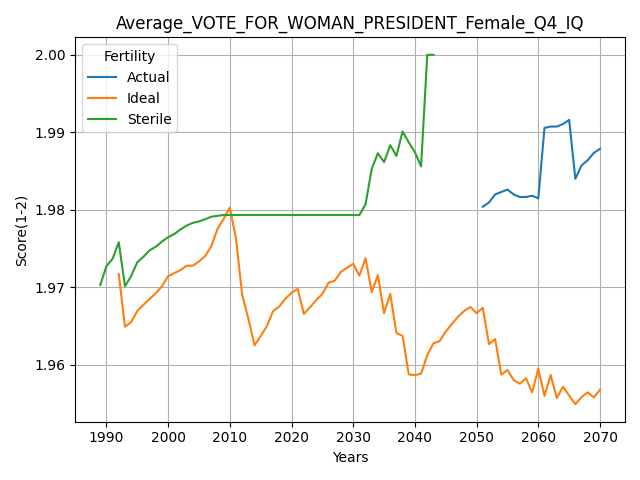 Average_VOTE_FOR_WOMAN_PRESIDENT_Female_Q4_IQ
Fertility
Actual
Ideal
Sterile
2.00
1.99
1.98
1.97
1.96
Score(1-2)
1990 2000 2010 2020 2030 2040 2050 2060 2070
Years